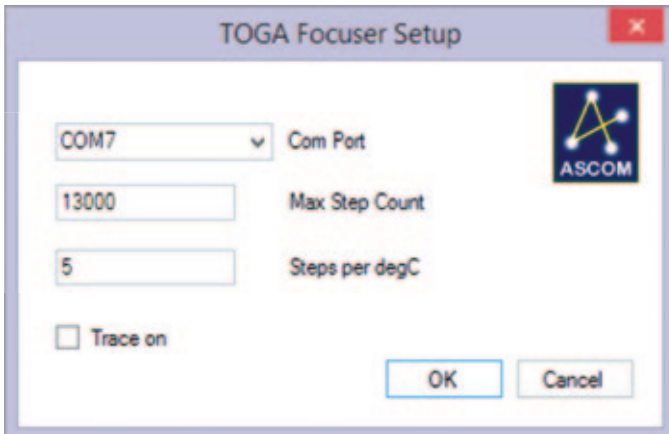 TOGA Focuser Setup
COM7
Com Port
ASCOM
13000
Max Step Count
5
Steps per degC
Trace on
OK
Cancel